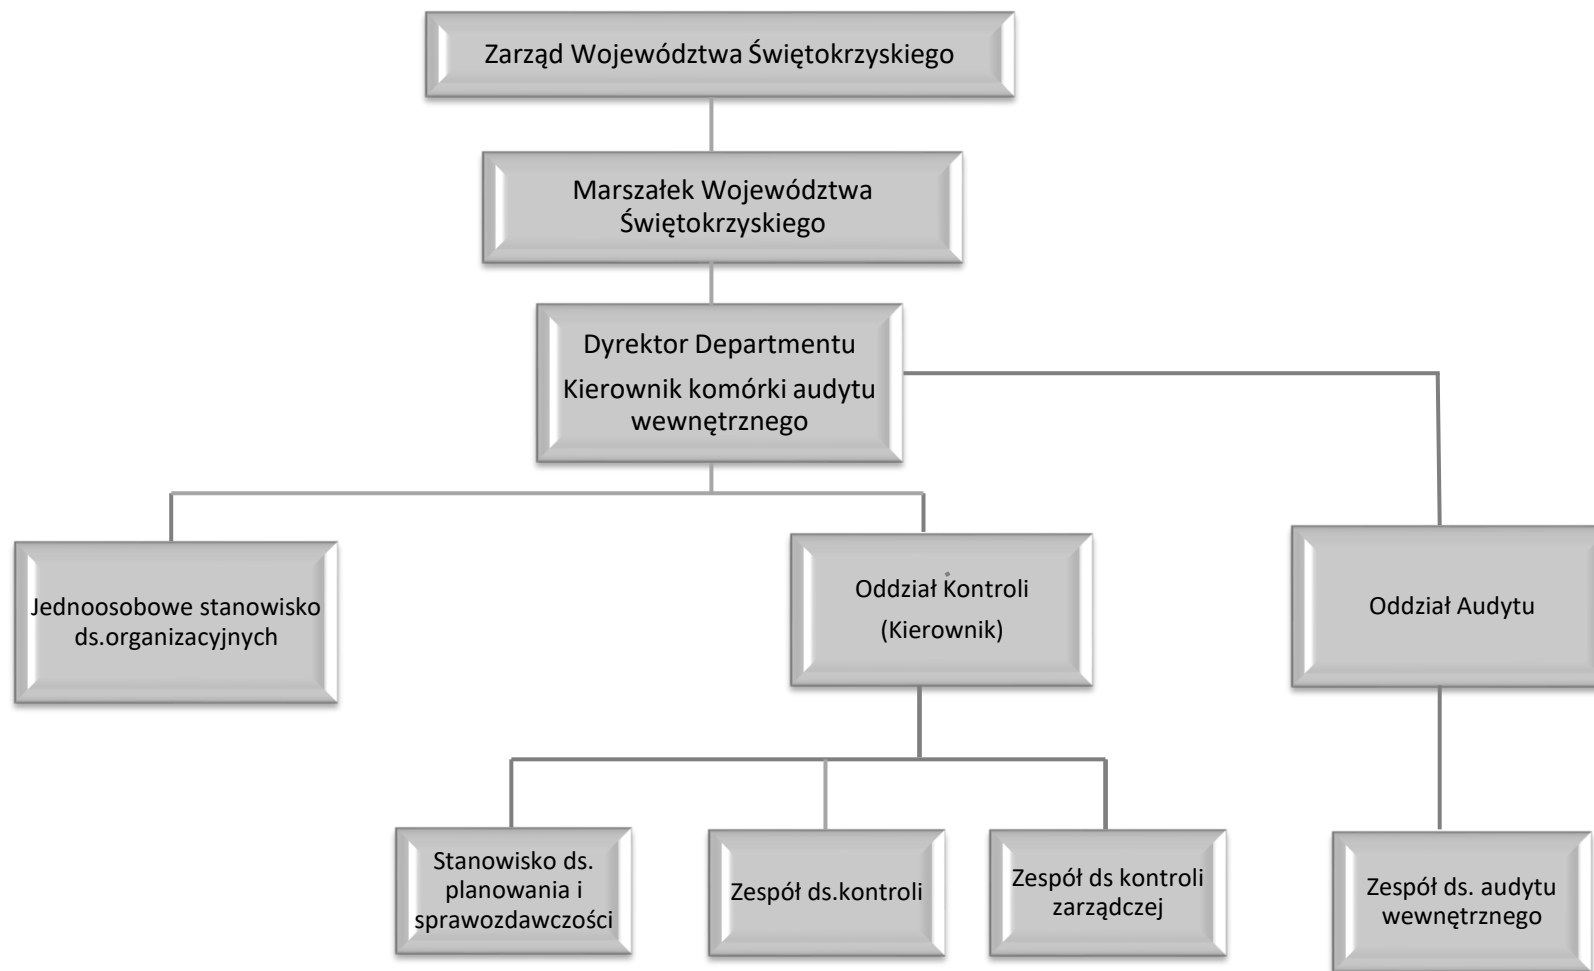 Zarząd Województwa Świętokrzyskiego
Marszałek Województwa
Świętokrzyskiego
Dyrektor Departmentu
Kierownik komórki audytu
wewnętrznego
Jednoosobowe stanowisko
ds.organizacyjnych
Oddział Kontroli
(Kierownik)
Oddział Audytu
Stanowisko ds.
planowania i
sprawozdawczości
Zespół ds.kontroli
Zespół ds kontroli
zarządczej
Zespół ds. audytu
wewnętrznego